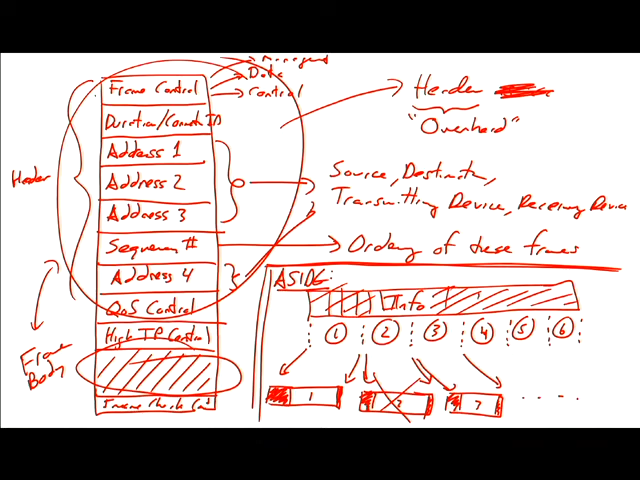 Managment
Data
Control
Frame Control
Duration/Connect ID
Address 1
Address 2
Address 3
Sequence #
Address 4
QoS Control
High TP Control
Header
Frame
Body
Header
"Overhead"
Source, Destination,
Transmitting Device, Receiving Device
Ordering of these frames
ASIDE:
Info
1 2 3 4 5 6
1 2 3 . . . .